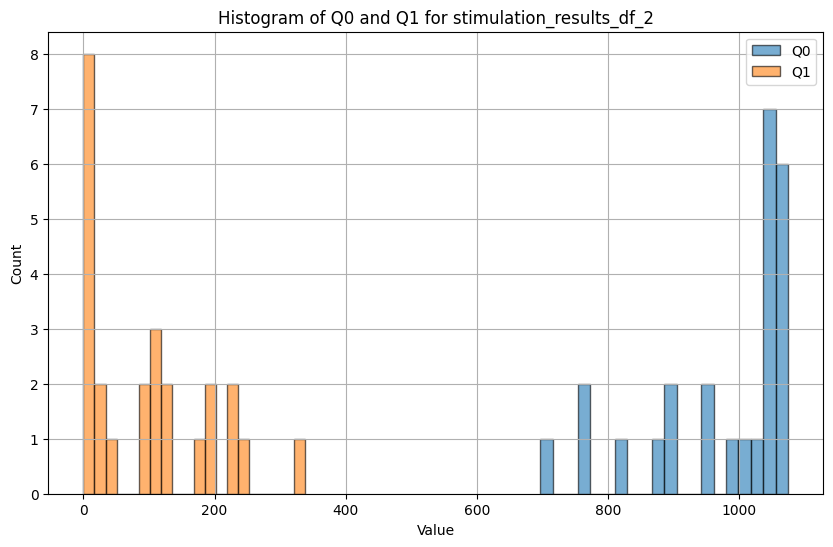 Histogram of Q0 and Q1 for stimulation_results_df_2
Q0
Q1
8
7
6
5
4
3
2
1
0
Count
0 200 400 600 800 1000
Value